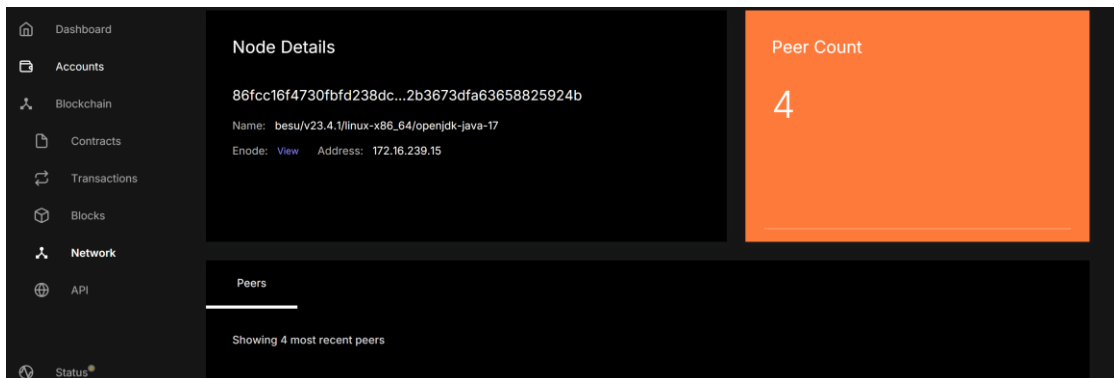 Dashboard
Accounts
Blockchain
Contracts
Transactions
Blocks
Network
API
Status
Node Details
86fcc16f4730fbfd238dc...2b3673dfa63658825924b
Name: besu/v23.4.1/linux-x86_64/openjdk-java-17
Enode: View Address: 172.16.239.15
Peer Count
4
Peers
Showing 4 most recent peers